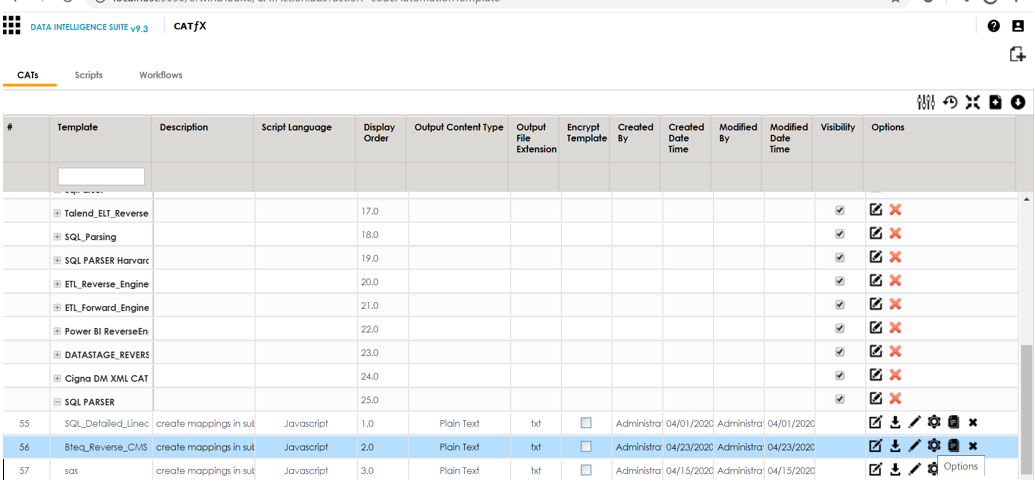 DATA INTELLIGENCE SUITE v9.3 CATfX
CATs Scripts Workflows
# Template Description Script Language Display Order Output Content Type Output File Extension Encrypt Template Created By Created Date Time Modified By Modified Date Time Visibility Options
Talend_ELT_Reverse 17.0
SQL_Parsing 18.0
SQL PARSER Harvarc 19.0
ETL_Reverse_Engine 20.0
ETL_Forward_Engine 21.0
Power BI ReverseEn 22.0
DATASTAGE_REVERS 23.0
Cigna DM XML CAT 24.0
SQL PARSER 25.0
55 SQL_Detailed_Linec create mappings in sub Javascript 1.0 Plain Text txt Administra 04/01/2020 Administra 04/01/2020
56 Bteq_Reverse_CMS create mappings in sub Javascript 2.0 Plain Text txt Administra 04/23/2020 Administra 04/23/2020
57 sas create mappings in sub Javascript 3.0 Plain Text txt Administra 04/15/2020 Administra 04/15/2020
Options